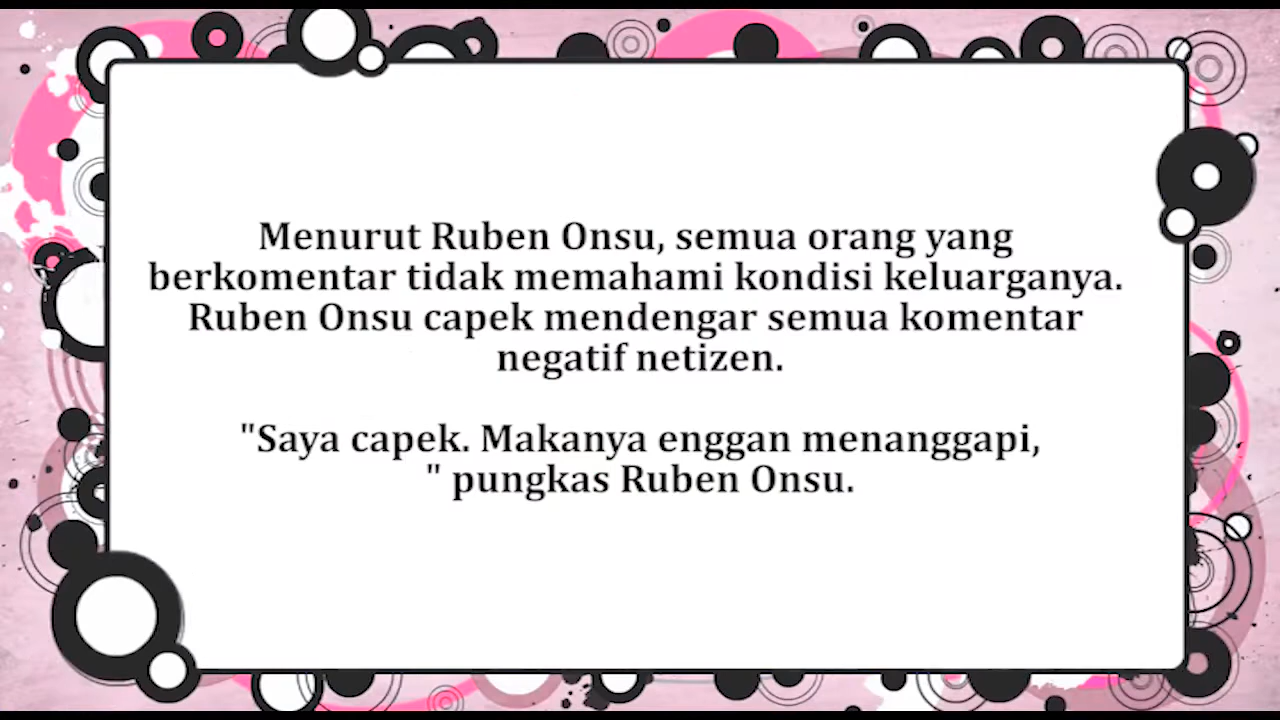 Menurut Ruben Onsu, semua orang yang
berkomentar tidak memahami kondisi keluarganya.
Ruben Onsu capek mendengar semua komentar
negatif netizen.
"Saya capek. Makanya enggan menanggapi,
" pungkas Ruben Onsu.